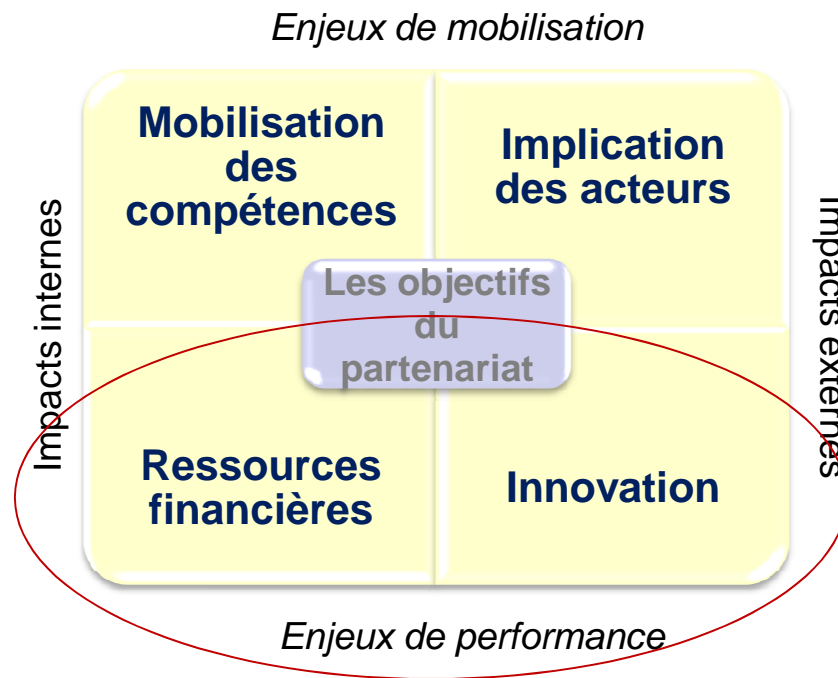 Enjeux de mobilisation
Mobilisation
des
compétences
Implication
des acteurs
Impacts internes
Impacts externes
Les objectifs
du
partenariat
Ressources
financières
Innovation
Enjeux de performance